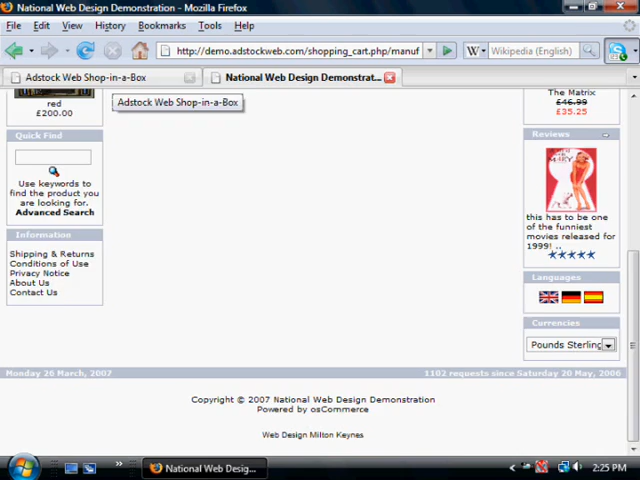 National Web Design Demonstration - Mozilla Firefox
File Edit View History Bookmarks Tools Help
http://demo.adstockweb.com/shopping_cart.php/manuf
W Wikipedia (English)
Adstock Web Shop-in-a-Box
National Web Design Demonstrat...
Adstock Web Shop-in-a-Box
red
£200.00
Quick Find
Use keywords to
find the product you
are looking for.
Advanced Search
Information
Shipping & Returns
Conditions of Use
Privacy Notice
About Us
Contact Us
The Matrix
£46.99
£35.25
Reviews
MARY
this has to be one
of the funniest
movies released for
1999! ..
Languages
Currencies
Pounds Sterling
Monday 26 March, 2007
1102 requests since Saturday 20 May, 2006
Copyright © 2007 National Web Design Demonstration
Powered by osCommerce
Web Design Milton Keynes
National Web Desig...
2:25 PM